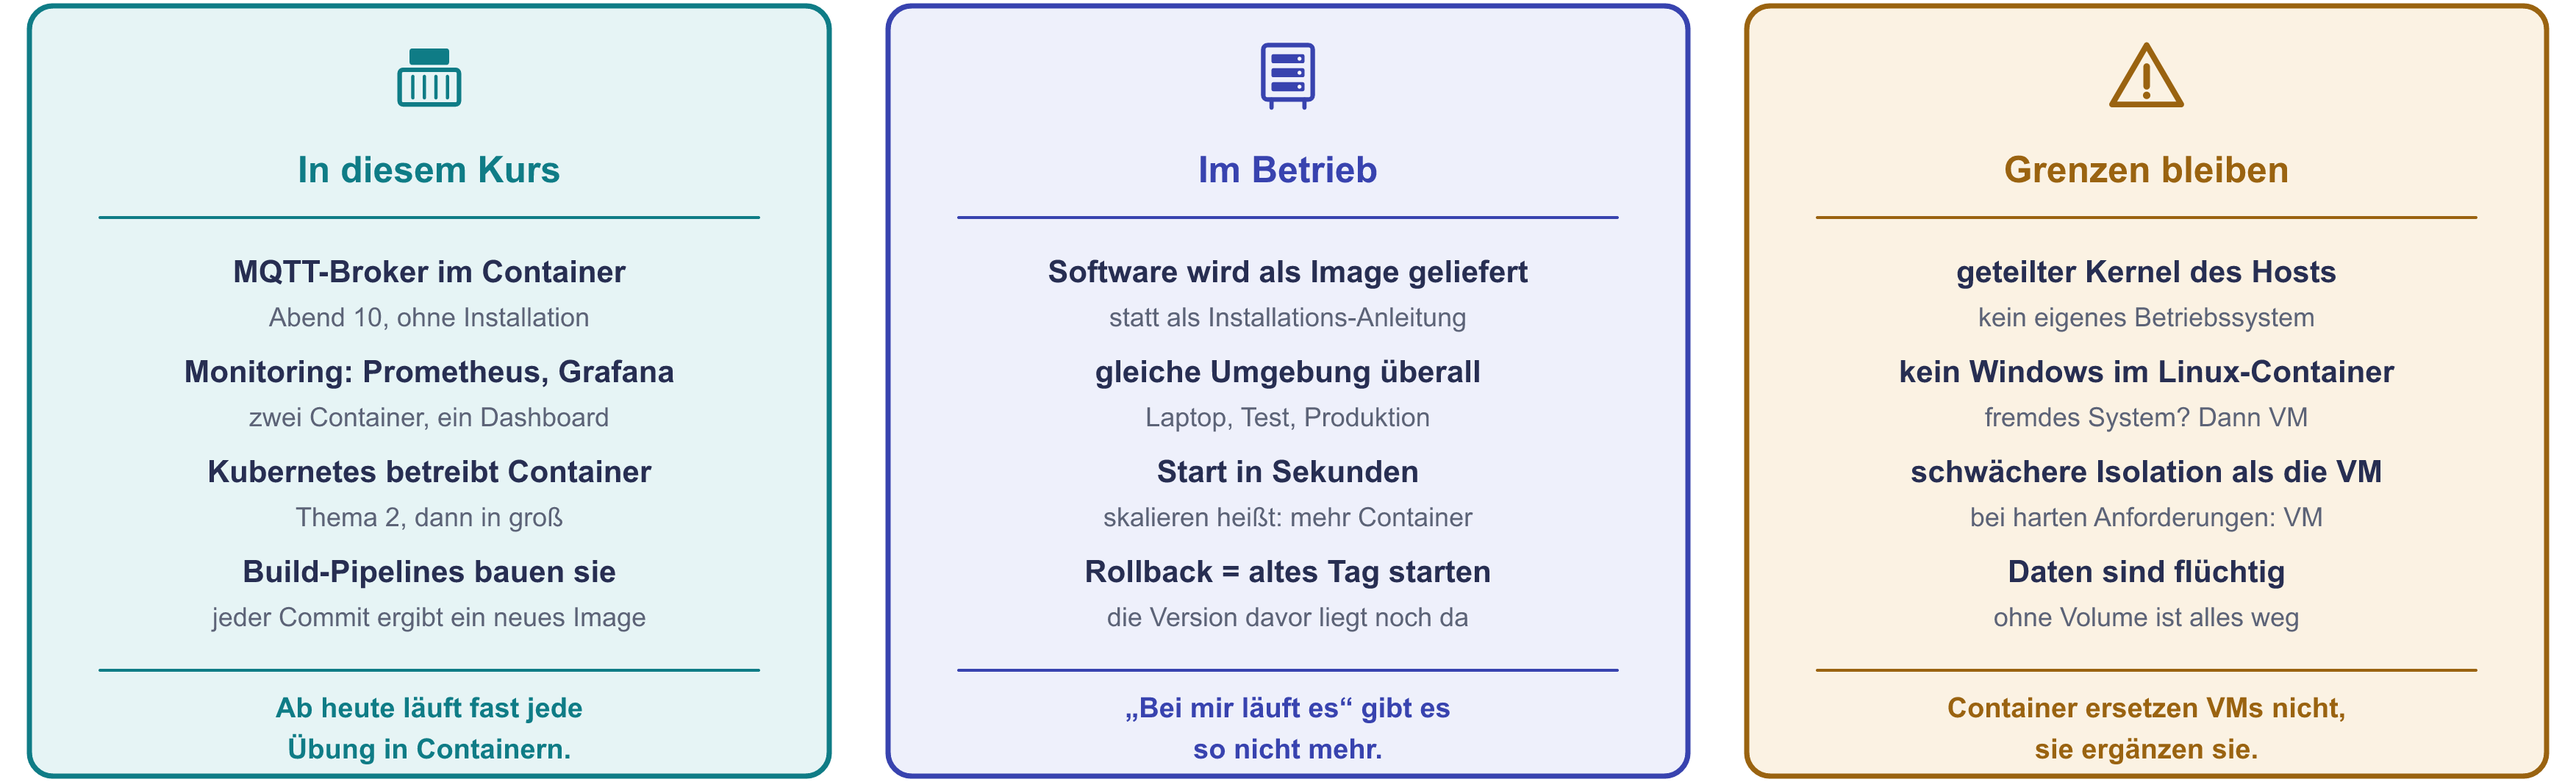 In diesem Kurs
MQTT-Broker im Container
Abend 10, ohne Installation
Monitoring: Prometheus, Grafana
zwei Container, ein Dashboard
Kubernetes betreibt Container
Thema 2, dann in groß
Build-Pipelines bauen sie
jeder Commit ergibt ein neues Image
Ab heute läuft fast jede
Übung in Containern.
Im Betrieb
Software wird als Image geliefert
statt als Installations-Anleitung
gleiche Umgebung überall
Laptop, Test, Produktion
Start in Sekunden
skalieren heißt: mehr Container
Rollback = altes Tag starten
die Version davor liegt noch da
„Bei mir läuft es“ gibt es
so nicht mehr.
Grenzen bleiben
geteilter Kernel des Hosts
kein eigenes Betriebssystem
kein Windows im Linux-Container
fremdes System? Dann VM
schwächere Isolation als die VM
bei harten Anforderungen: VM
Daten sind flüchtig
ohne Volume ist alles weg
Container ersetzen VMs nicht,
sie ergänzen sie.